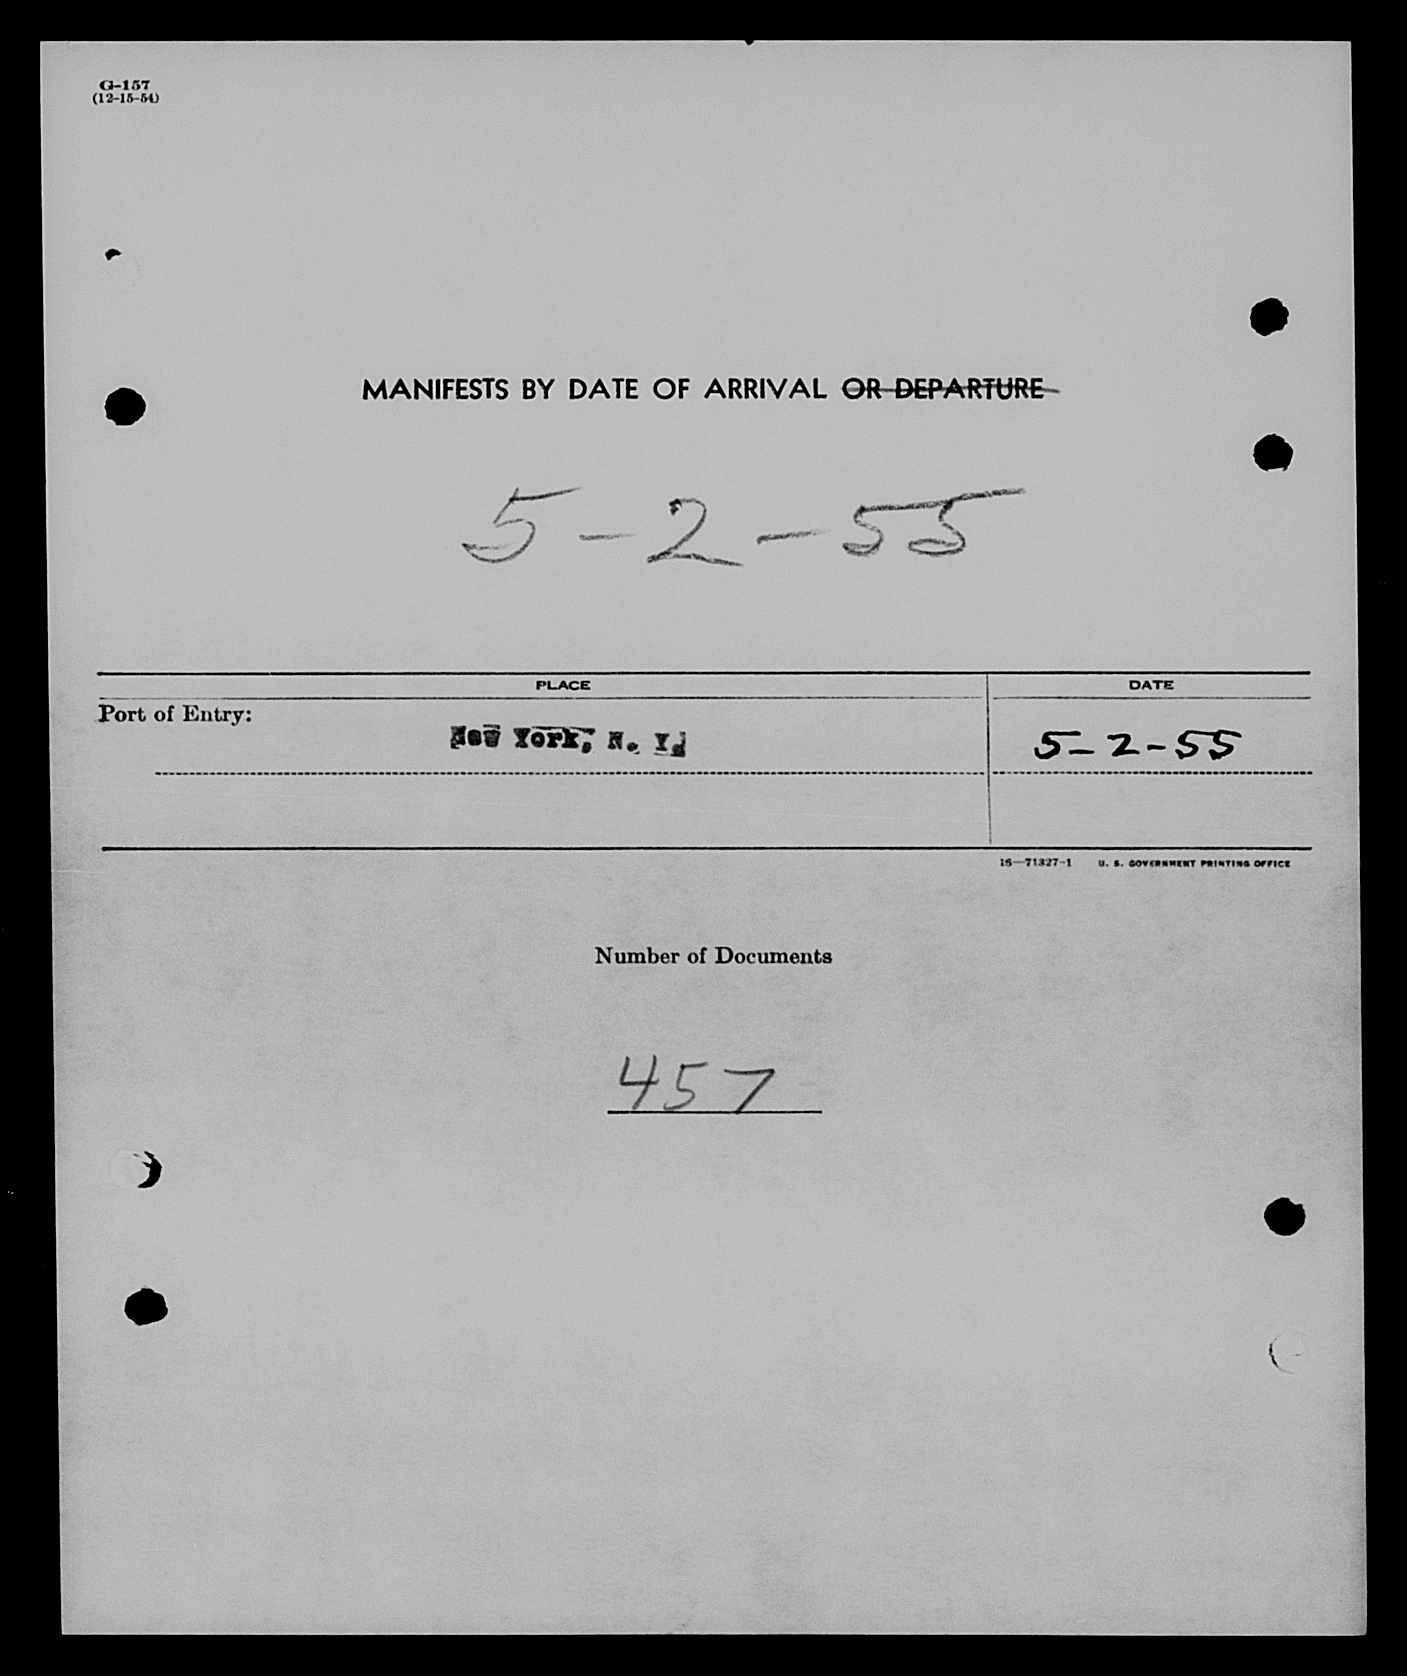 G-157
(12-15-54)
MANIFESTS BY DATE OF ARRIVAL OR DEPARTURE
5-2-55
PLACE
DATE
Port of Entry:
New York, N. Y.
5-2-55
16—71327-1 U. S. GOVERNMENT PRINTING OFFICE
Number of Documents
457